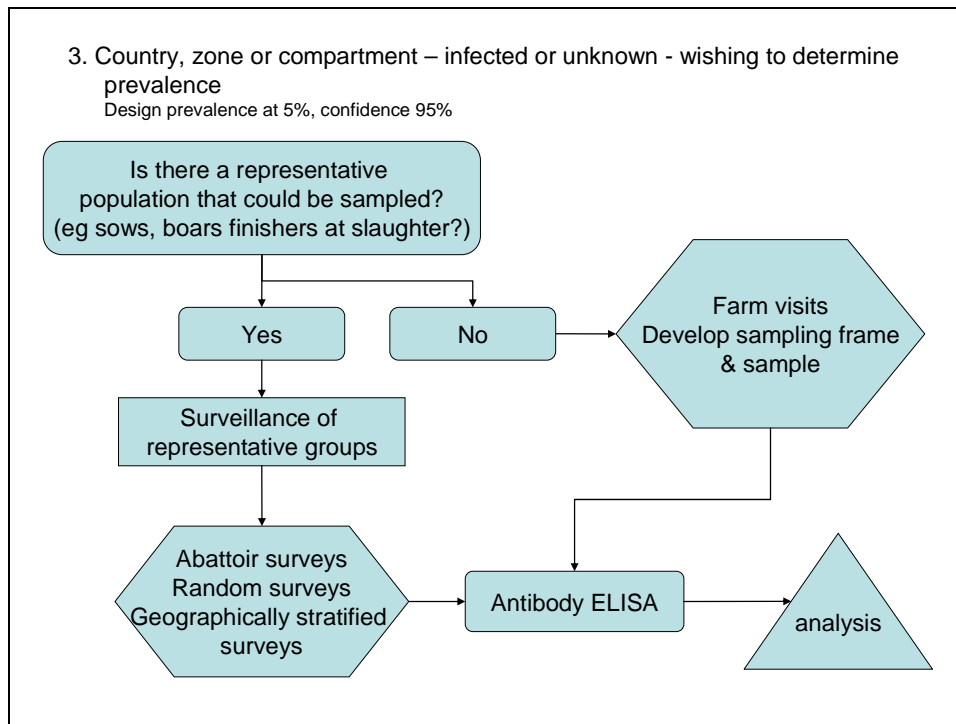 3. Country, zone or compartment – infected or unknown - wishing to determine
prevalence
Design prevalence at 5%, confidence 95%
Is there a representative
population that could be sampled?
(eg sows, boars finishers at slaughter?)
Yes
No
Farm visits
Develop sampling frame
& sample
Surveillance of
representative groups
Abattoir surveys
Random surveys
Geographically stratified
surveys
Antibody ELISA
analysis